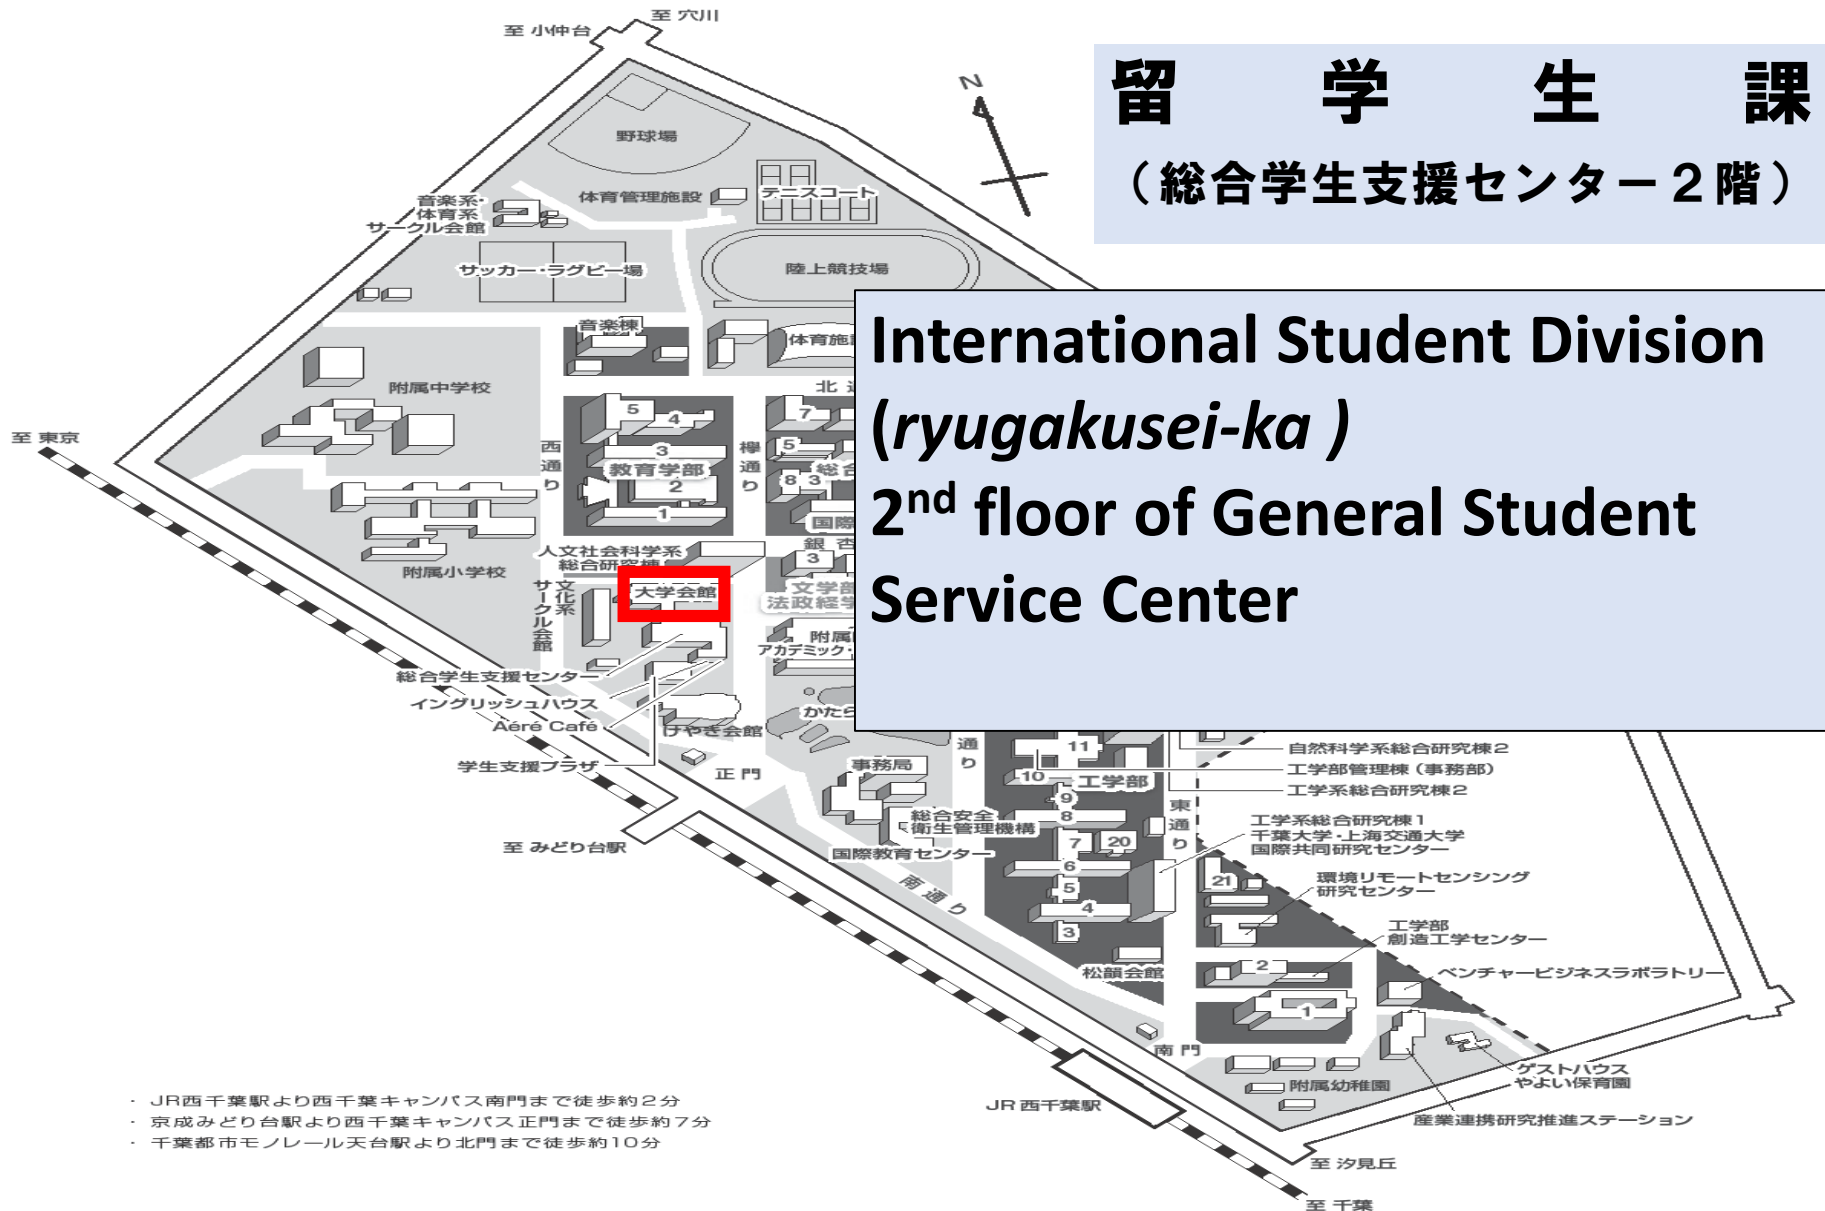 至 穴川
至 小仲台
N
留学生課
（総合学生支援センター２階）
野球場
体育管理施設
テニスコート
音楽系・
体育系
サークル会館
サッカー・ラグビー場
陸上競技場
International Student Division
(ryugakusei-ka )
2nd floor of General Student
Service Center
音楽棟
体育施
北
附属中学校
至 東京
西通り
5
4
3
教育学部
2
1
欅通り
7
5
8 3
総合
国際
銀杏
人文社会科学系
総合研究棟
附属小学校
文化系
サークル会館
大学会館
3
文学部
法政経学
附属
アカデミック・
総合学生支援センター
イングリッシュハウス
Aéré Café
学生支援プラザ
けやき会館
かたら
正門
事務局
総合安全
衛生管理機構
国際教育センター
至 みどり台駅
南通り
通り
11
10
工学部
9
8
7
20
6
5
4
3
東通り
自然科学系総合研究棟2
工学部管理棟（事務部）
工学系総合研究棟2
工学系総合研究棟1
千葉大学・上海交通大学
国際共同研究センター
21
環境リモートセンシング
研究センター
工学部
創造工学センター
松韻会館
2
ベンチャービジネスラボラトリー
1
南門
附属幼稚園
ゲストハウス
やよい保育園
産業連携研究推進ステーション
JR 西千葉駅
至 汐見丘
至 千葉
・ JR西千葉駅より西千葉キャンパス南門まで徒歩約2分
・ 京成みどり台駅より西千葉キャンパス正門まで徒歩約7分
・ 千葉都市モノレール天台駅より北門まで徒歩約10分